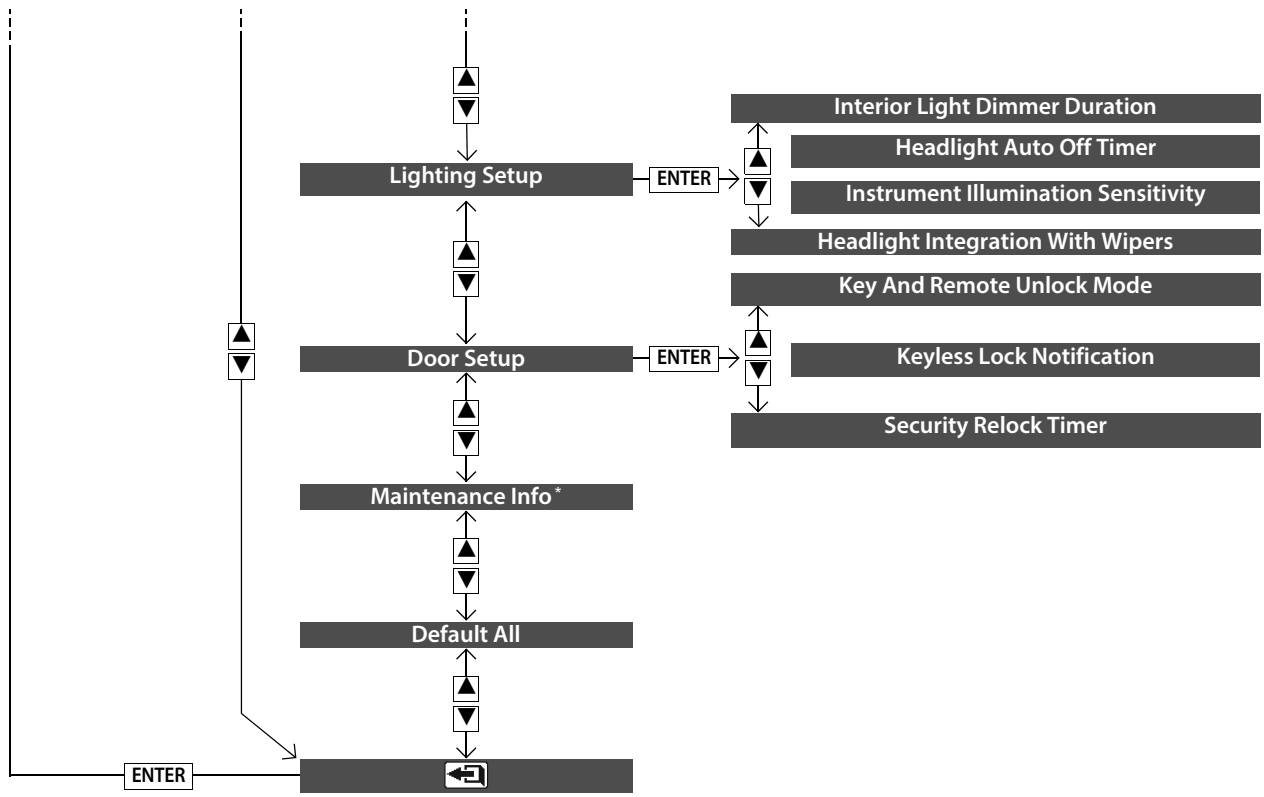 Interior Light Dimmer Duration
Headlight Auto Off Timer
Lighting Setup
ENTER
Instrument Illumination Sensitivity
Headlight Integration With Wipers
Key And Remote Unlock Mode
Door Setup
ENTER
Keyless Lock Notification
Security Relock Timer
Maintenance Info*
Default All
ENTER